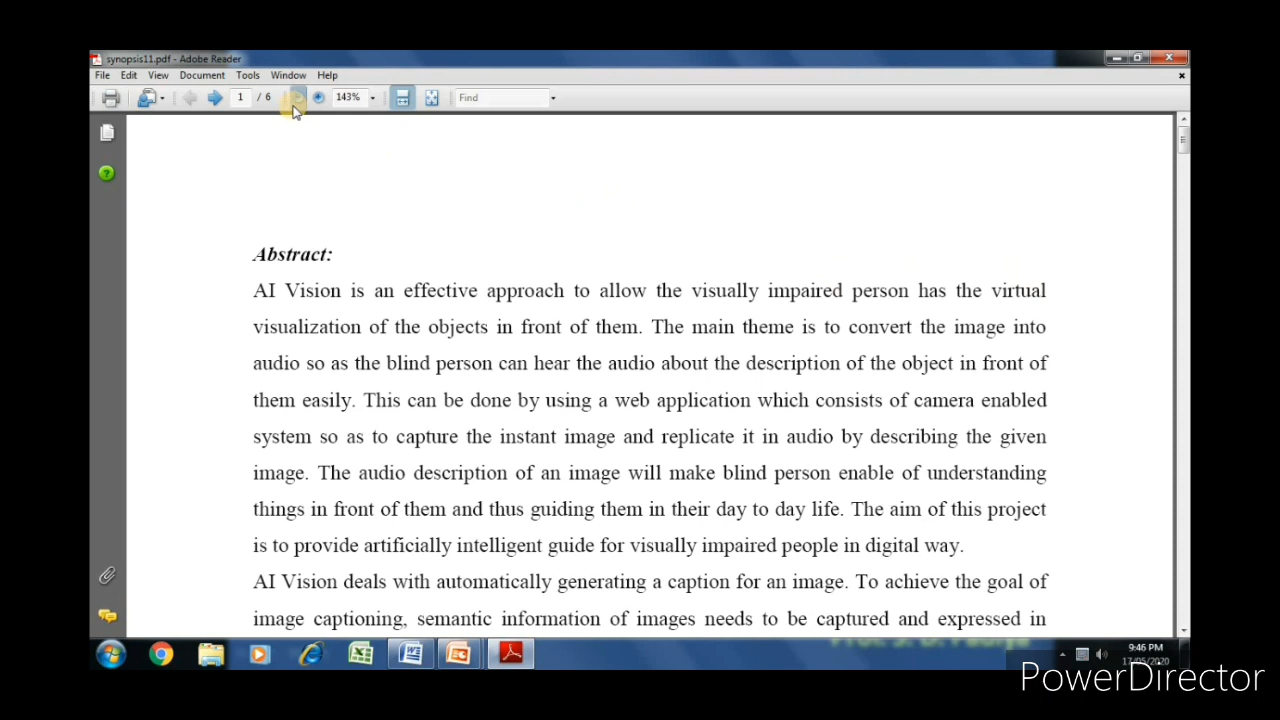 synopsis11.pdf - Adobe Reader
File Edit View Document Tools Window Help
1 / 6 143% Find
Abstract:
AI Vision is an effective approach to allow the visually impaired person has the virtual
visualization of the objects in front of them. The main theme is to convert the image into
audio so as the blind person can hear the audio about the description of the object in front of
them easily. This can be done by using a web application which consists of camera enabled
system so as to capture the instant image and replicate it in audio by describing the given
image. The audio description of an image will make blind person enable of understanding
things in front of them and thus guiding them in their day to day life. The aim of this project
is to provide artificially intelligent guide for visually impaired people in digital way.
AI Vision deals with automatically generating a caption for an image. To achieve the goal of
image captioning, semantic information of images needs to be captured and expressed in
9:46 PM
17/05/2020
PowerDirector